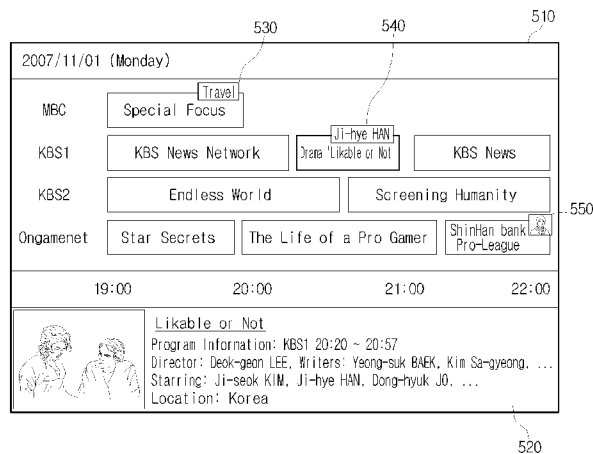 510
530
540
2007/11/01 (Monday)
Travel
MBC Special Focus
Ji-hye HAN
KBS1 KBS News Network Drama 'Likable or Not KBS News
KBS2 Endless World Screening Humanity
550
Ongamenet Star Secrets The Life of a Pro Gamer ShinHan bank
Pro-League
19:00 20:00 21:00 22:00
Likable or Not
Program Information: KBS1 20:20 ~ 20:57
Director: Deok-geon LEE, Writers: Yeong-suk BAEK, Kim Sa-gyeong, ...
Starring: Ji-seok KIM, Ji-hye HAN, Dong-hyuk JO, ...
Location: Korea
520